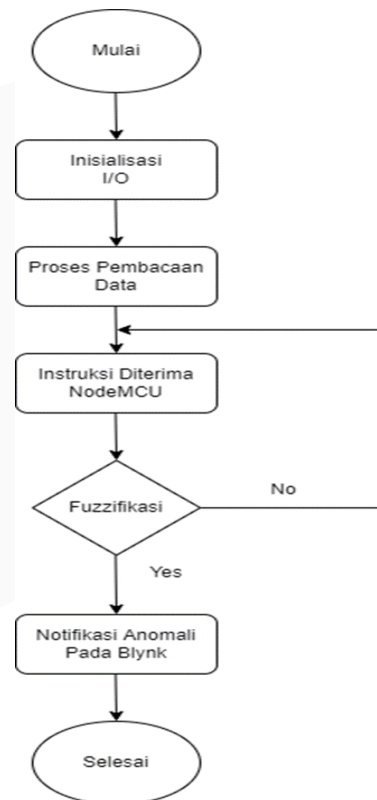 Mulai
Inisialisasi
I/O
Proses Pembacaan
Data
Instruksi Diterima
NodeMCU
Fuzzifikasi
No
Yes
Notifikasi Anomali
Pada Blynk
Selesai